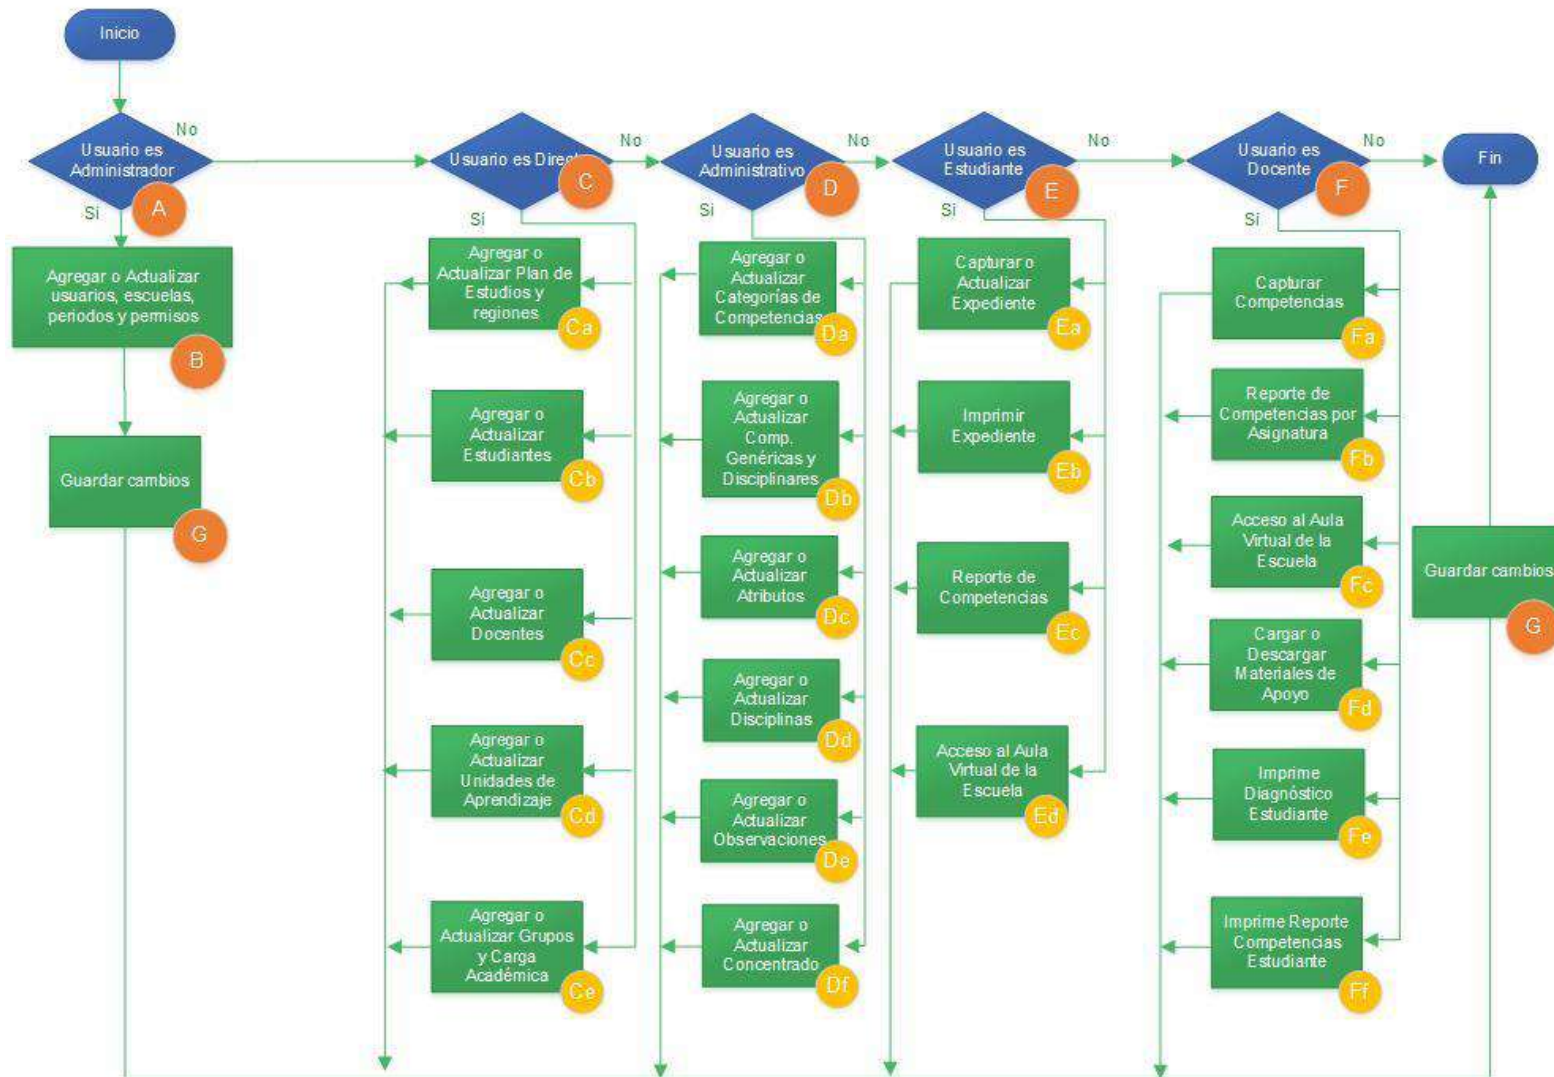 Inicio
Usuario es
Administrador
A
No
Si
Agregar o Actualizar
usuarios, escuelas,
periodos y permisos
B
Guardar cambios
G
Usuario es Direct
C
No
Si
Agregar o
Actualizar Plan de
Estudios y
regiones
Ca
Agregar o
Actualizar
Estudiantes
Cb
Agregar o
Actualizar
Docentes
Cc
Agregar o
Actualizar
Unidades de
Aprendizaje
Cd
Agregar o
Actualizar Grupos
y Carga
Académica
Ce
Usuario es
Administrativo
D
No
Si
Agregar o
Actualizar
Categorías de
Competencias
Da
Agregar o
Actualizar
Comp.
Genéricas y
Disciplinares
Db
Agregar o
Actualizar
Atributos
Dc
Agregar o
Actualizar
Disciplinas
Dd
Agregar o
Actualizar
Observaciones
De
Agregar o
Actualizar
Concentrado
Df
Usuario es
Estudiante
E
No
Si
Capturar o
Actualizar
Expediente
Ea
Imprimir
Expediente
Eb
Reporte de
Competencias
Ec
Acceso al Aula
Virtual de la
Escuela
Ed
Usuario es
Docente
F
No
Si
Capturar
Competencias
Fa
Reporte de
Competencias por
Asignatura
Fb
Acceso al Aula
Virtual de la
Escuela
Fc
Cargar o
Descargar
Materiales de
Apoyo
Fd
Imprime
Diagnóstico
Estudiante
Fe
Imprime Reporte
Competencias
Estudiante
Ff
Fin
Guardar cambios
G